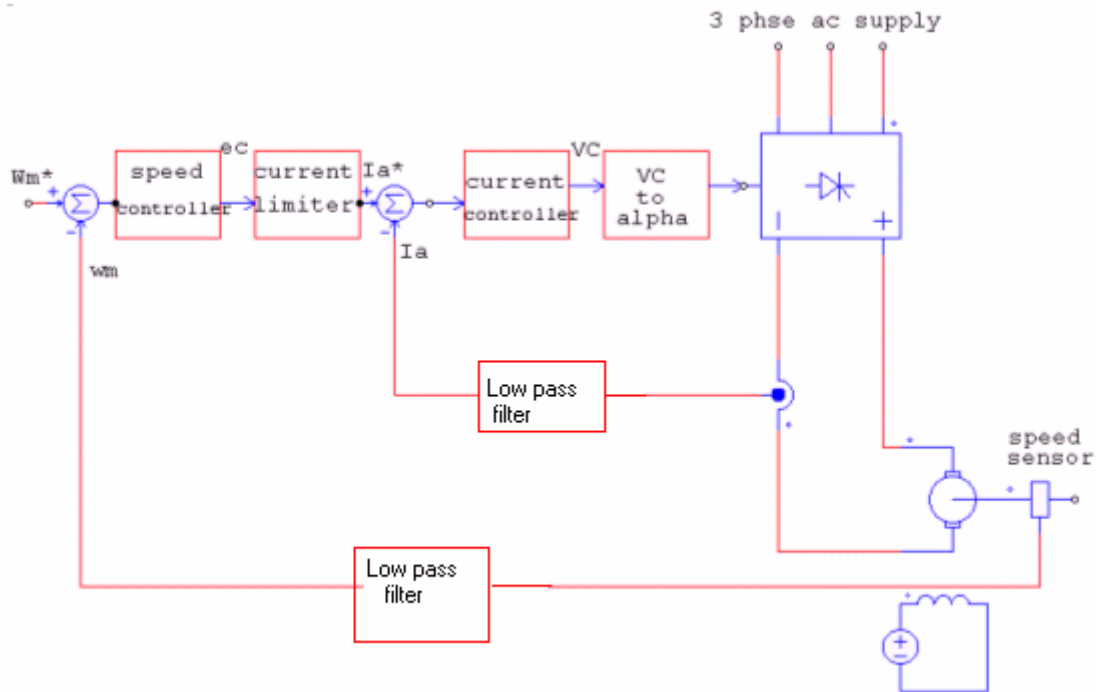 3 phse ac supply
ec
VC
Wm*
+
Σ
-
speed
controller
current
limiter
Ia*
+
Σ
-
current
controller
VC
to
alpha
-
+
wm
Ia
Low pass
filter
speed
sensor
Low pass
filter
+
-